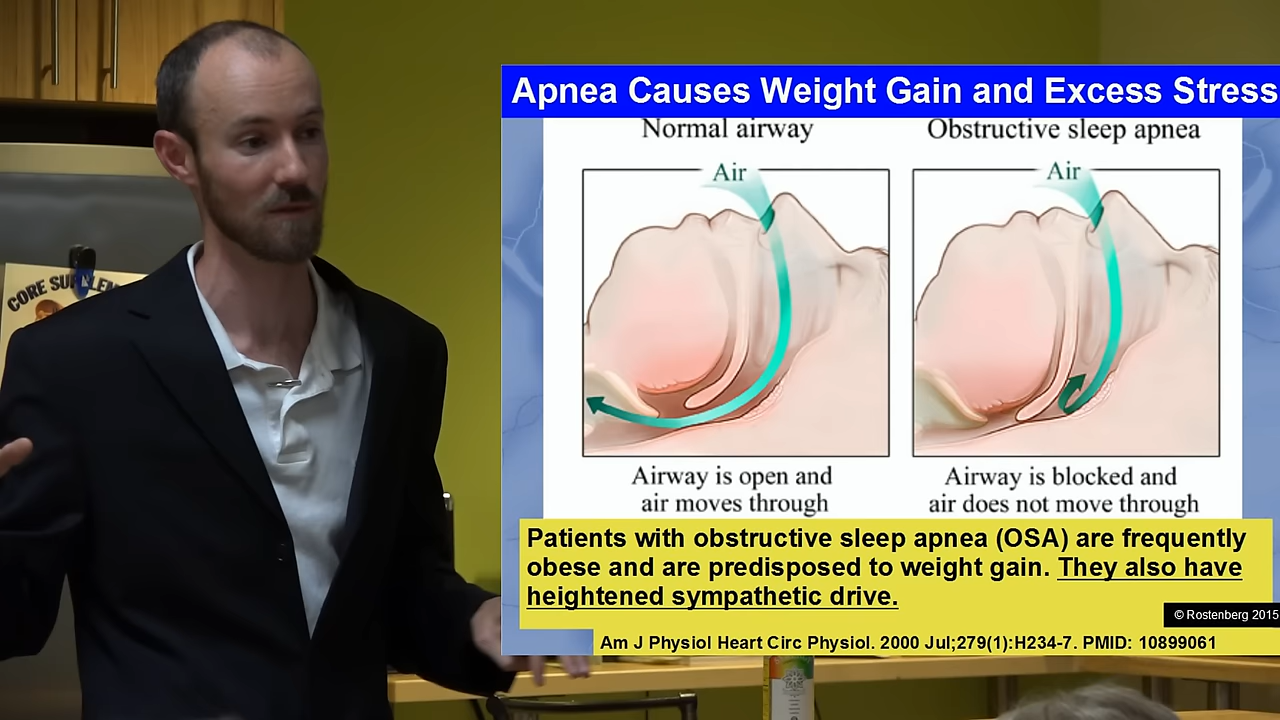 CORE
Apnea Causes Weight Gain and Excess Stress
Normal airway
Obstructive sleep apnea
Air
Air
Airway is open and
air moves through
Airway is blocked and
air does not move through
Patients with obstructive sleep apnea (OSA) are frequently
obese and are predisposed to weight gain. They also have
heightened sympathetic drive.
© Rostenberg 2015
Am J Physiol Heart Circ Physiol. 2000 Jul;279(1):H234-7. PMID: 10899061